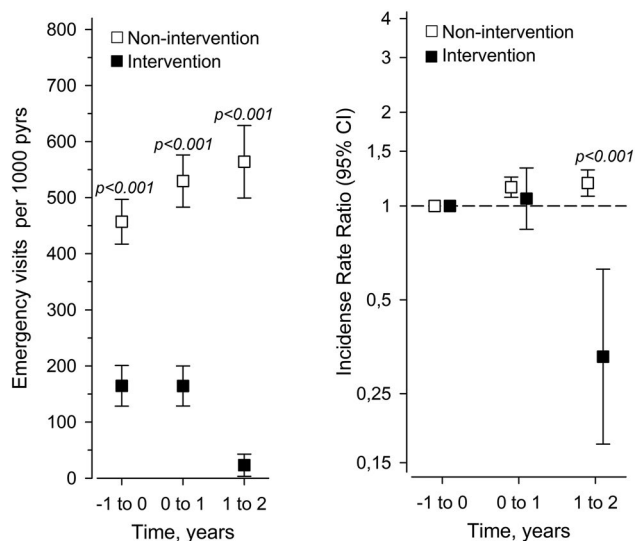 Emergency visits per 1000 pyrs
800
700
600
500
400
300
200
100
0
Non-intervention
Intervention
p<0.001
p<0.001
p<0.001
-1 to 0
0 to 1
1 to 2
Time, years
Incidense Rate Ratio (95% CI)
4
3
2
1,5
1
0,5
0,25
0,15
Non-intervention
Intervention
p<0.001
-1 to 0
0 to 1
1 to 2
Time, years